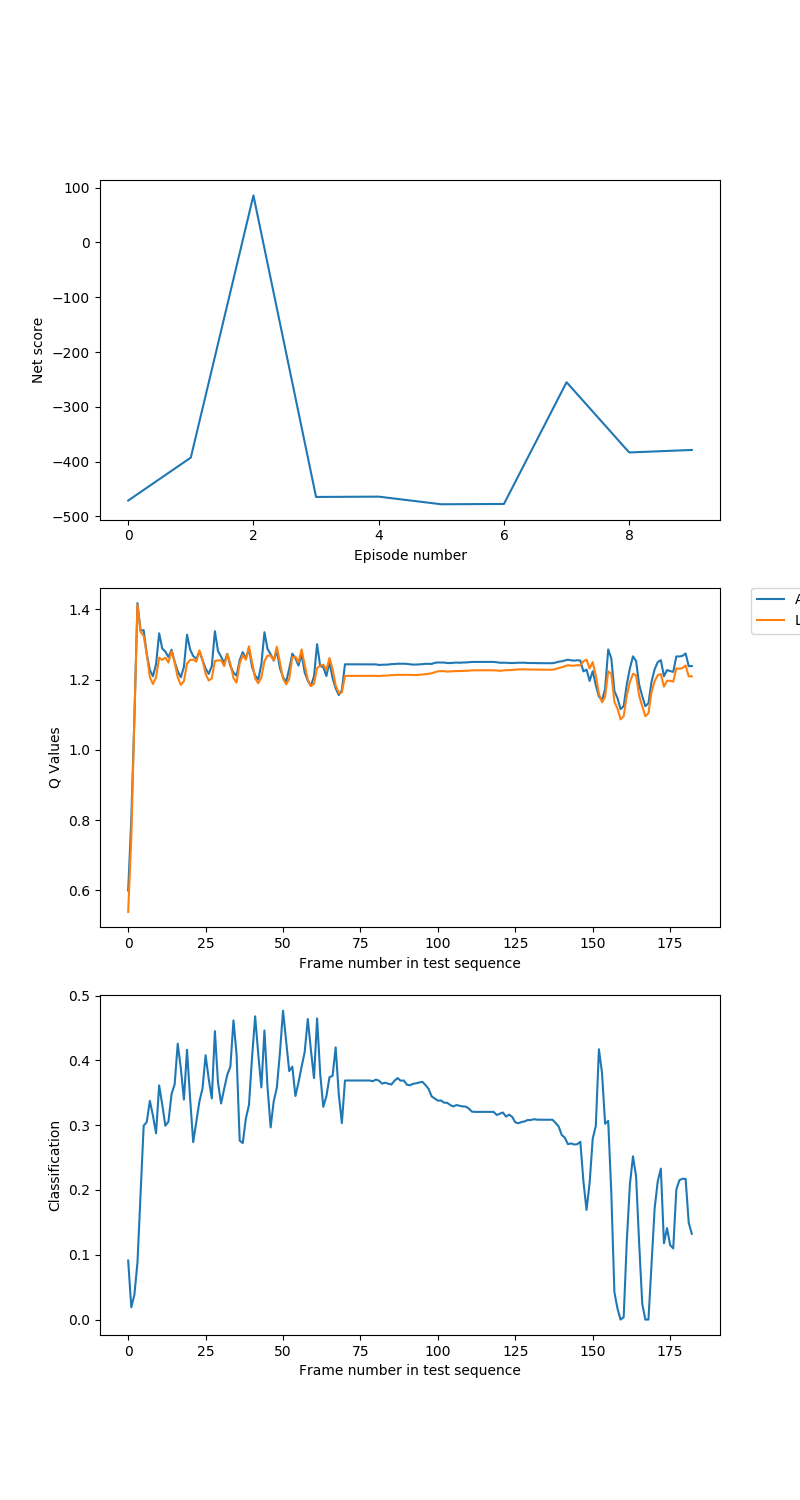 100
0
−100
−200
−300
−400
−500
Net score
0 2 4 6 8
Episode number
1.4
1.2
1.0
0.8
0.6
Q Values
0 25 50 75 100 125 150 175
Frame number in test sequence
0.5
0.4
0.3
0.2
0.1
0.0
Classification
0 25 50 75 100 125 150 175
Frame number in test sequence